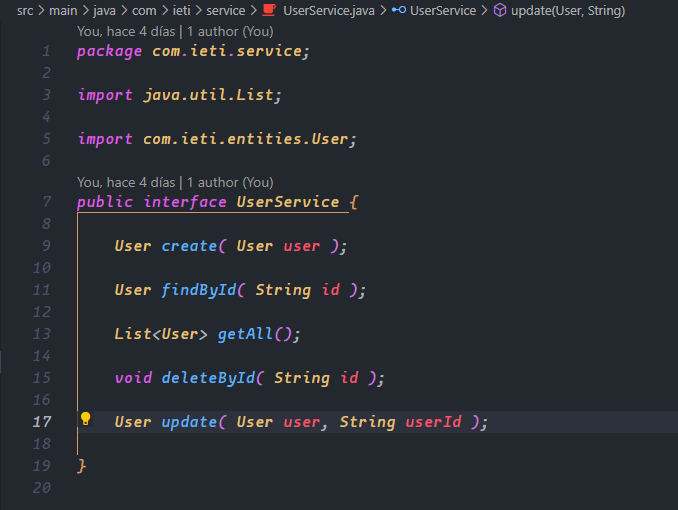 src > main > java > com > ieti > service > UserService.java > UserService > update(User, String)
You, hace 4 días | 1 author (You)
1 package com.ieti.service;
2
3 import java.util.List;
4
5 import com.ieti.entities.User;
6
You, hace 4 días | 1 author (You)
7 public interface UserService {
8
9 User create( User user );
10
11 User findById( String id );
12
13 List<User> getAll();
14
15 void deleteById( String id );
16
17 User update( User user, String userId );
18
19 }
20